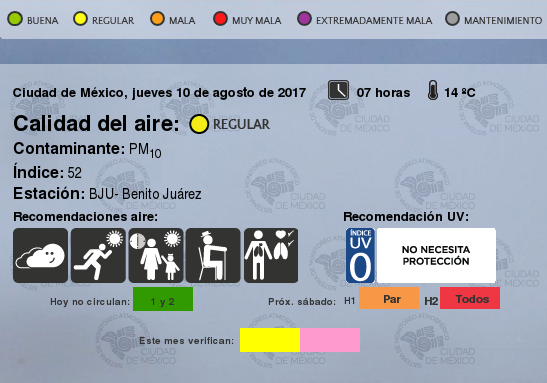 BUENA REGULAR MALA MUY MALA EXTREMADAMENTE MALA MANTENIMIENTO
Ciudad de México, jueves 10 de agosto de 2017 07 horas 14 ºC
Calidad del aire: REGULAR
Contaminante: PM10
Índice: 52
Estación: BJU- Benito Juárez
Recomendaciones aire: Recomendación UV:
ÍNDICE
UV
0
NO NECESITA
PROTECCIÓN
Hoy no circulan: 1 y 2 Próx. sábado: H1 Par H2 Todos
Este mes verifican:
CIUDAD
DE MÉXICO